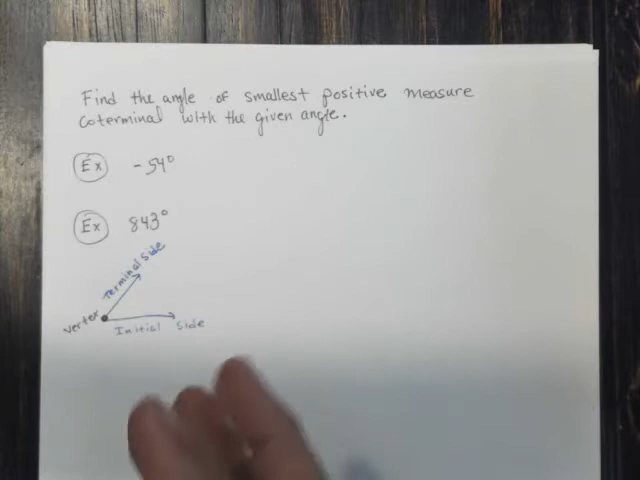 Find the angle of smallest positive measure
coterminal with the given angle.
Ex -54°
Ex 843°
Terminal Side
Vertex
Initial Side